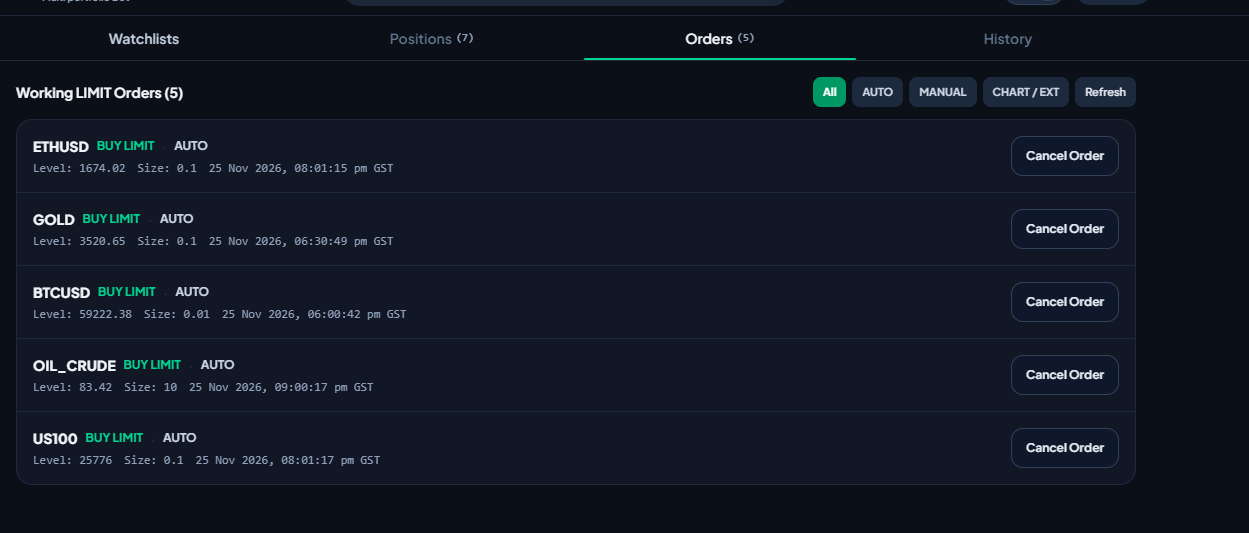 Watchlists Positions (7) Orders (5) History
Working LIMIT Orders (5) All AUTO MANUAL CHART / EXT Refresh
ETHUSD BUY LIMIT · AUTO
Level: 1674.02 Size: 0.1 25 Nov 2026, 08:01:15 pm GST
Cancel Order
GOLD BUY LIMIT · AUTO
Level: 3520.65 Size: 0.1 25 Nov 2026, 06:30:49 pm GST
Cancel Order
BTCUSD BUY LIMIT · AUTO
Level: 59222.38 Size: 0.01 25 Nov 2026, 06:00:42 pm GST
Cancel Order
OIL_CRUDE BUY LIMIT · AUTO
Level: 83.42 Size: 10 25 Nov 2026, 09:00:17 pm GST
Cancel Order
US100 BUY LIMIT · AUTO
Level: 25776 Size: 0.1 25 Nov 2026, 08:01:17 pm GST
Cancel Order